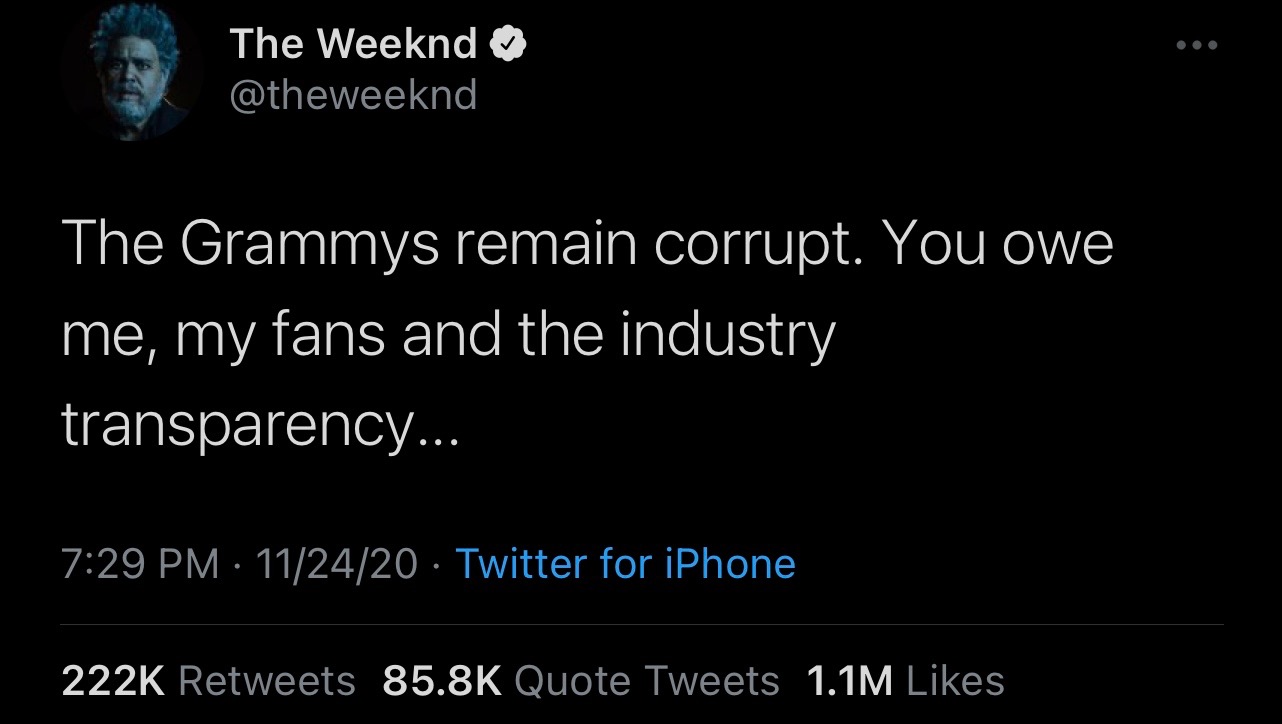 The Weeknd
@theweeknd
The Grammys remain corrupt. You owe
me, my fans and the industry
transparency...
7:29 PM · 11/24/20 · Twitter for iPhone
222K Retweets 85.8K Quote Tweets 1.1M Likes